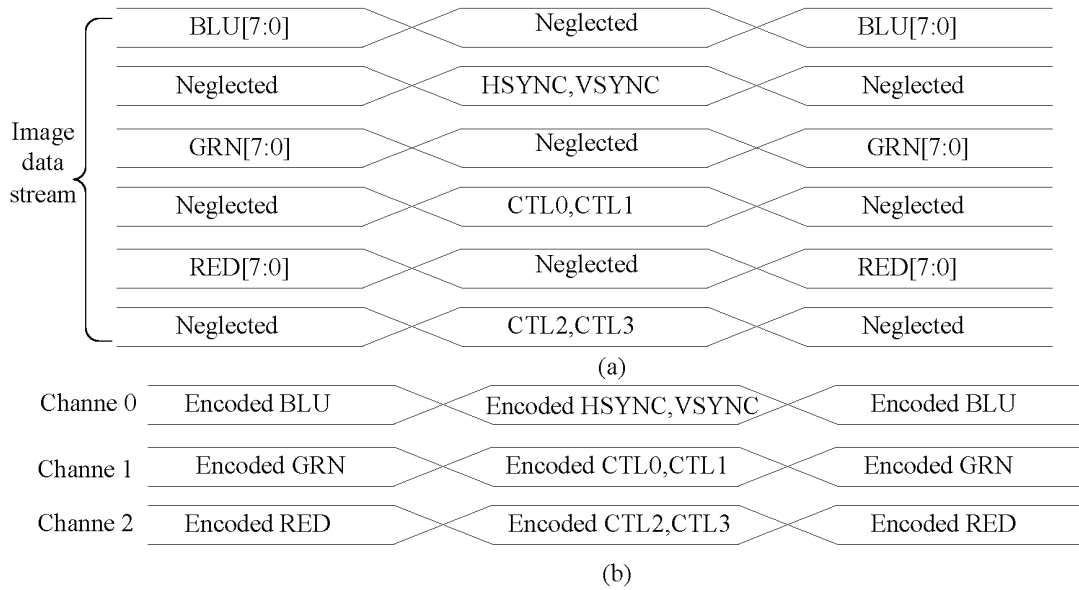 BLU[7:0] Neglected BLU[7:0]
Neglected HSYNC,VSYNC Neglected
Image
data
stream
GRN[7:0] Neglected GRN[7:0]
Neglected CTL0,CTL1 Neglected
RED[7:0] Neglected RED[7:0]
Neglected CTL2,CTL3 Neglected
(a)
Channe 0 Encoded BLU Encoded HSYNC,VSYNC Encoded BLU
Channe 1 Encoded GRN Encoded CTL0,CTL1 Encoded GRN
Channe 2 Encoded RED Encoded CTL2,CTL3 Encoded RED
(b)